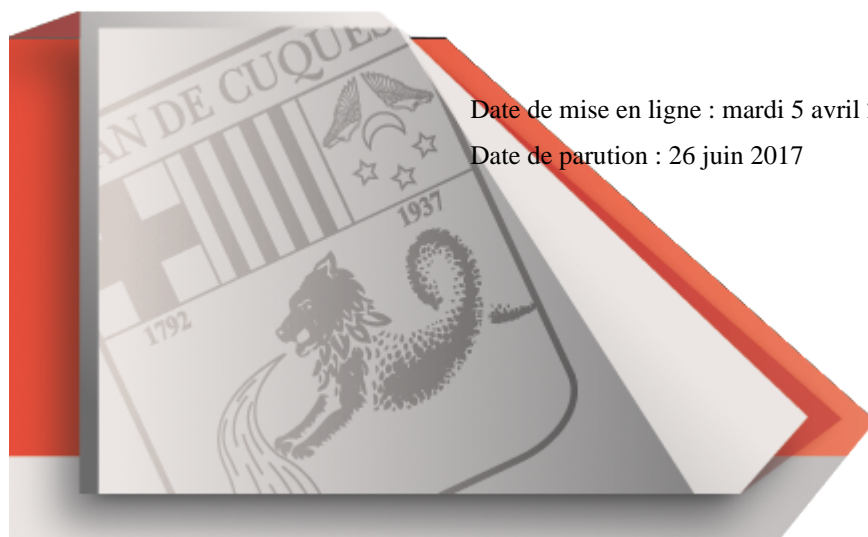 AN DE CUQUES
1792
1937
Date de mise en ligne : mardi 5 avril
Date de parution : 26 juin 2017